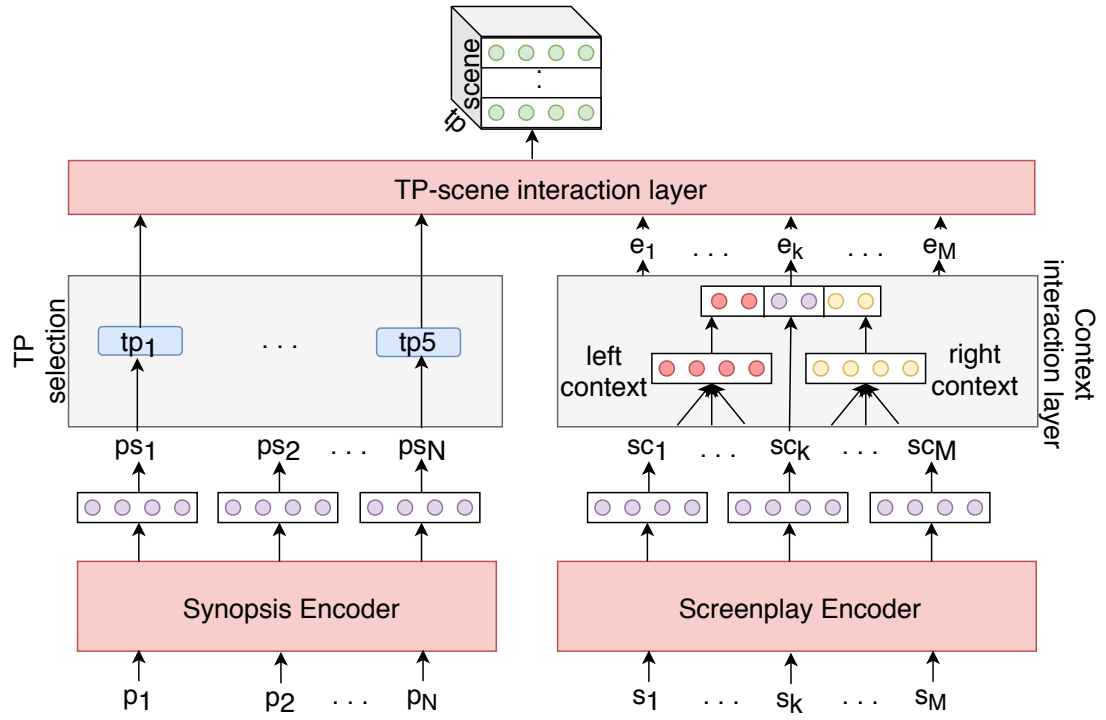 scene
:
tp
TP-scene interaction layer
e1 . . . ek . . . eM
TP
selection
tp1 . . . tp5
left
context
right
context
Context
interaction layer
ps1 ps2 . . . psN
sc1 . . . sck . . . scM
Synopsis Encoder
Screenplay Encoder
p1 p2 . . . pN
s1 . . . sk . . . sM